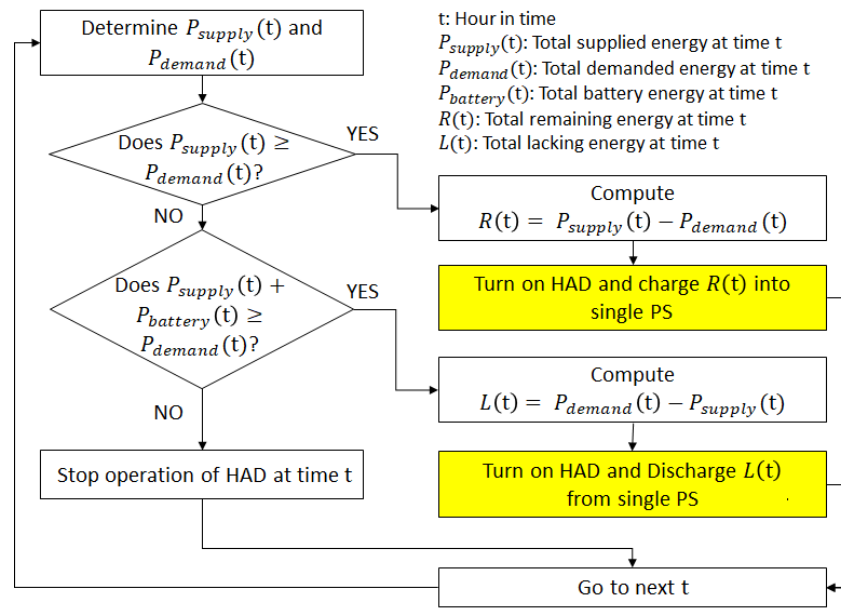 Determine P_supply(t) and
P_demand(t)
t: Hour in time
P_supply(t): Total supplied energy at time t
P_demand(t): Total demanded energy at time t
P_battery(t): Total battery energy at time t
R(t): Total remaining energy at time t
L(t): Total lacking energy at time t
Does P_supply(t) ≥
P_demand(t)?
YES
NO
Compute
R(t) = P_supply(t) − P_demand(t)
Turn on HAD and charge R(t) into
single PS
Does P_supply(t) +
P_battery(t) ≥
P_demand(t)?
YES
NO
Compute
L(t) = P_demand(t) − P_supply(t)
Turn on HAD and Discharge L(t)
from single PS
Stop operation of HAD at time t
Go to next t